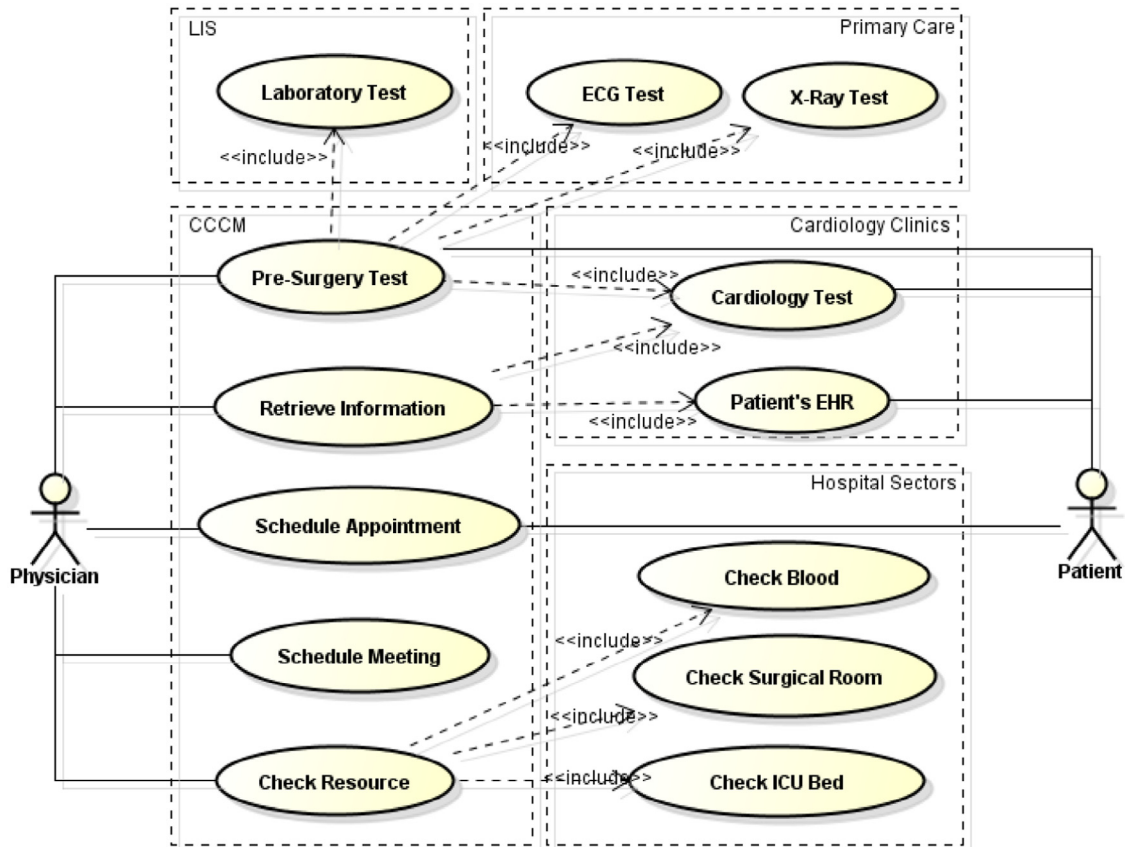 LIS
Primary Care
Laboratory Test
ECG Test
X-Ray Test
<<include>>
<<include>>
<<include>>
CCCM
Cardiology Clinics
Pre-Surgery Test
<<include>>
Cardiology Test
<<include>>
Retrieve Information
Patient's EHR
<<include>>
Hospital Sectors
Schedule Appointment
Physician
Patient
Check Blood
<<include>>
Schedule Meeting
Check Surgical Room
<<include>>
Check Resource
<<include>>
Check ICU Bed